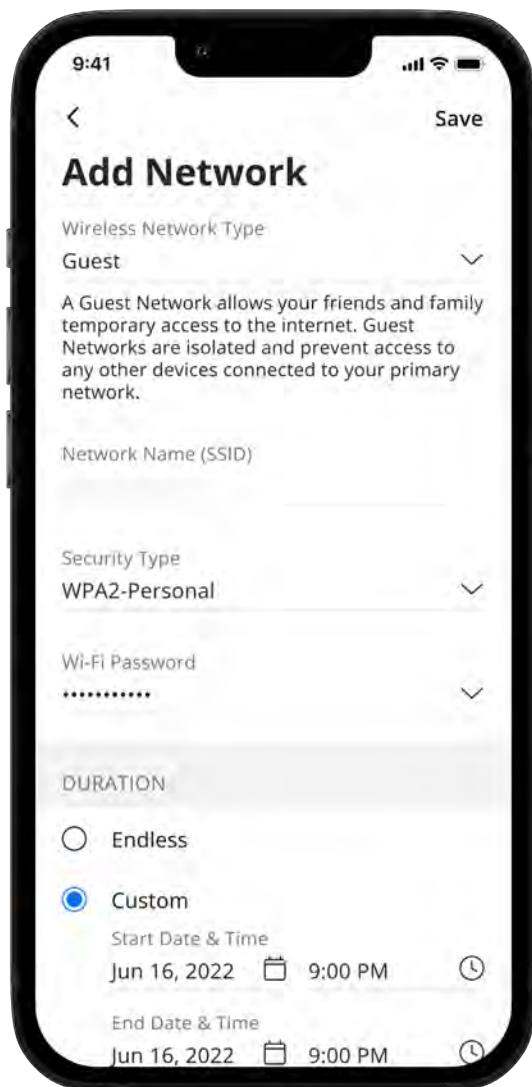 9:41
Save
Add Network
Wireless Network Type
Guest
A Guest Network allows your friends and family
temporary access to the internet. Guest
Networks are isolated and prevent access to
any other devices connected to your primary
network.
Network Name (SSID)
Security Type
WPA2-Personal
Wi-Fi Password
•••••••••••
DURATION
Endless
Custom
Start Date & Time
Jun 16, 2022 9:00 PM
End Date & Time
Jun 16, 2022 9:00 PM